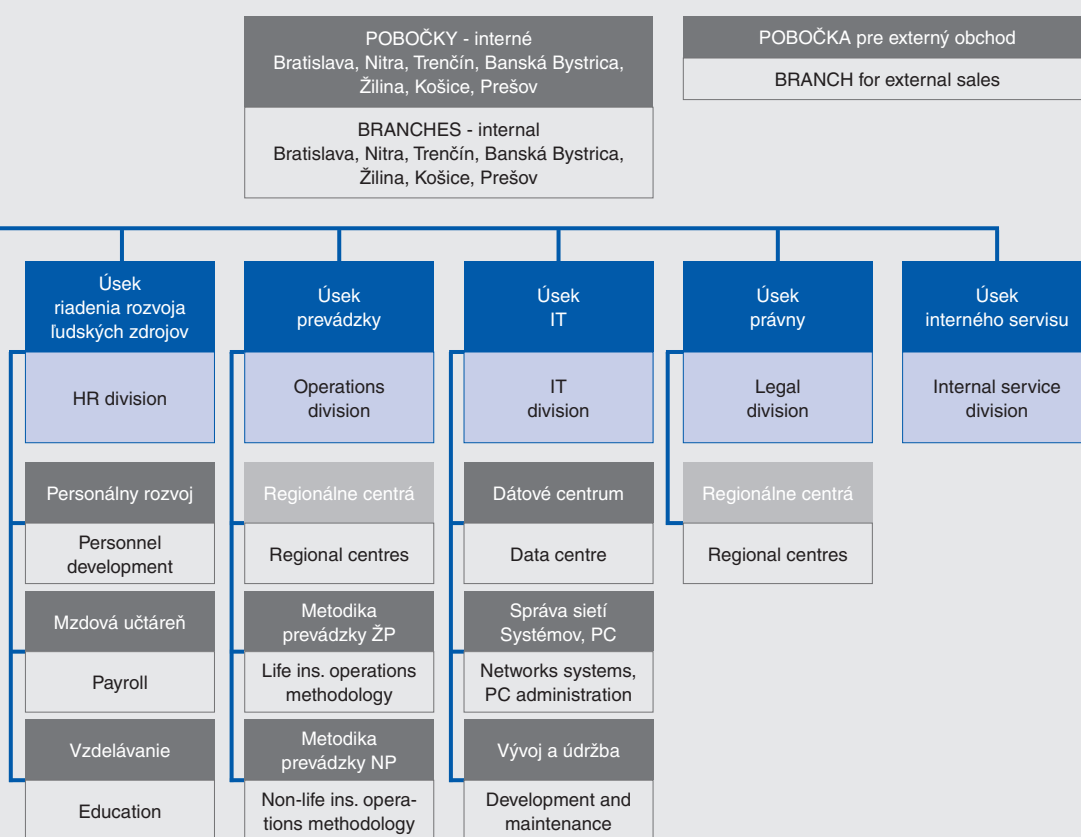 POBOČKY - interné
Bratislava, Nitra, Trenčín, Banská Bystrica,
Žilina, Košice, Prešov
BRANCHES - internal
Bratislava, Nitra, Trenčín, Banská Bystrica,
Žilina, Košice, Prešov
POBOČKA pre externý obchod
BRANCH for external sales
Úsek
riadenia rozvoja
ľudských zdrojov
HR division
Personálny rozvoj
Personnel
development
Mzdová učtáreň
Payroll
Vzdelávanie
Education
Úsek
prevádzky
Operations
division
Regionálne centrá
Regional centres
Metodika
prevádzky ŽP
Life ins. operations
methodology
Metodika
prevádzky NP
Non-life ins. opera-
tions methodology
Úsek
IT
IT
division
Dátové centrum
Data centre
Správa sietí
Systémov, PC
Networks systems,
PC administration
Vývoj a údržba
Development and
maintenance
Úsek
právny
Legal
division
Regionálne centrá
Regional centres
Úsek
interného servisu
Internal service
division